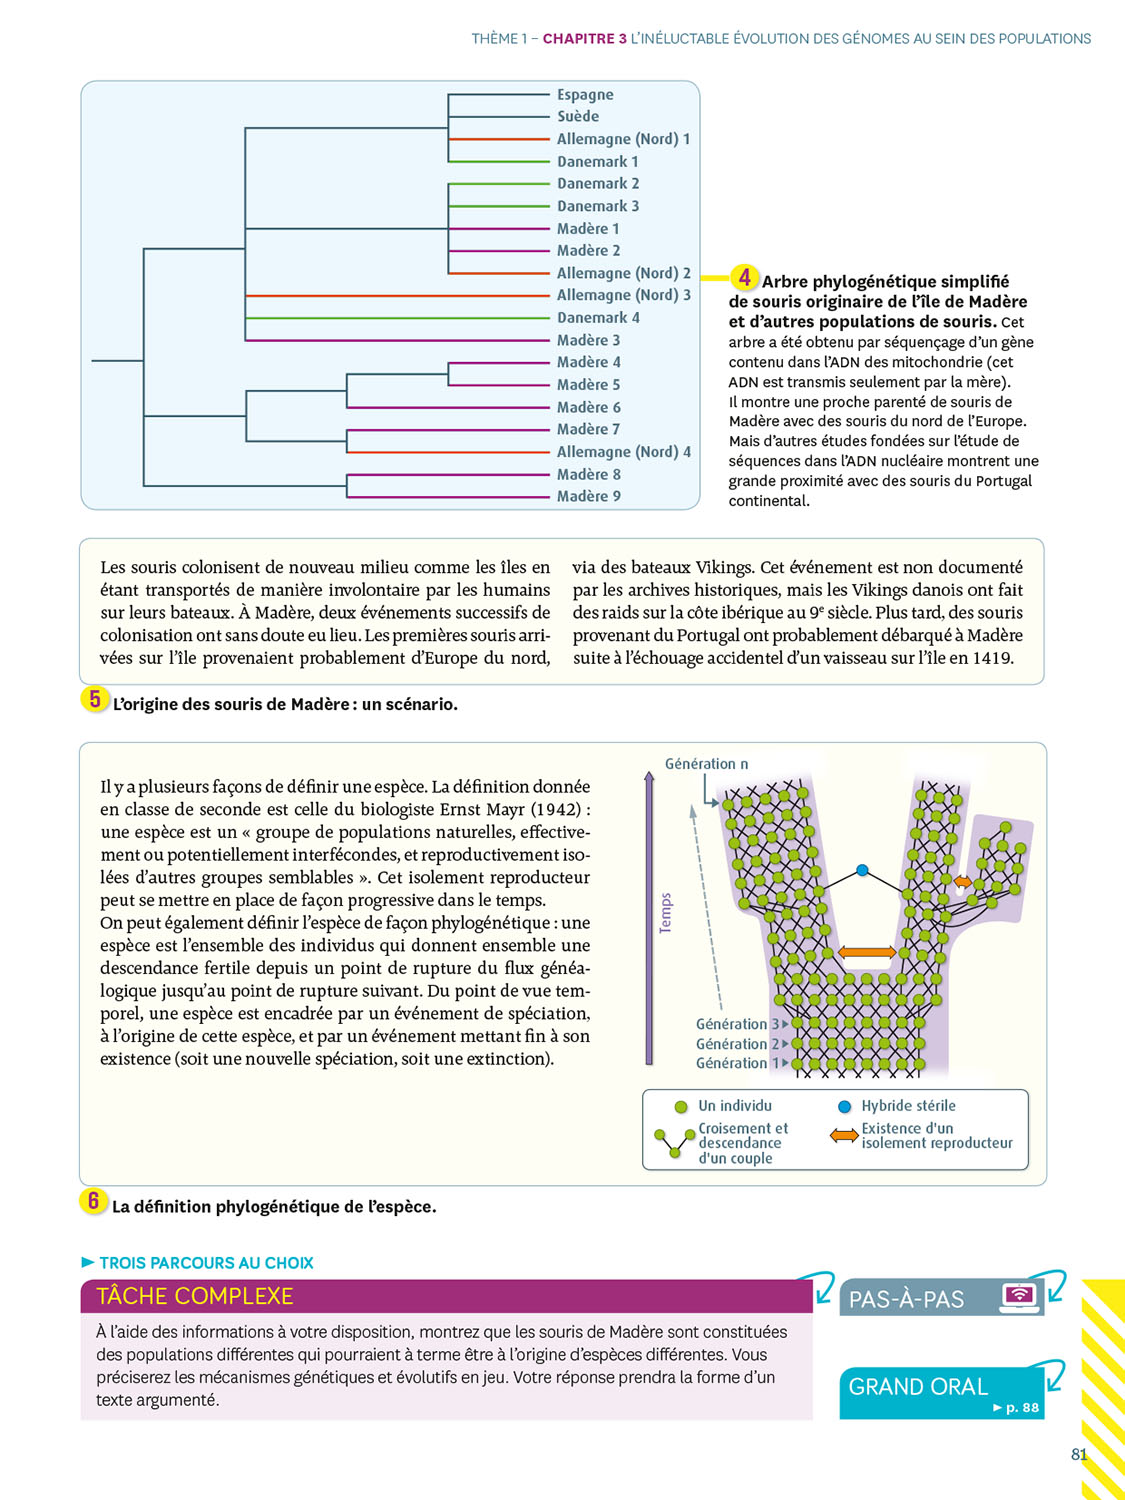 THÈME 1 – CHAPITRE 3 L'INÉLUCTABLE ÉVOLUTION DES GÉNOMES AU SEIN DES POPULATIONS
Espagne
Suède
Allemagne (Nord) 1
Danemark 1
Danemark 2
Danemark 3
Madère 1
Madère 2
Allemagne (Nord) 2
Allemagne (Nord) 3
Danemark 4
Madère 3
Madère 4
Madère 5
Madère 6
Madère 7
Allemagne (Nord) 4
Madère 8
Madère 9
4 Arbre phylogénétique simplifié
de souris originaire de l'île de Madère
et d'autres populations de souris. Cet
arbre a été obtenu par séquençage d'un gène
contenu dans l'ADN des mitochondrie (cet
ADN est transmis seulement par la mère).
Il montre une proche parenté de souris de
Madère avec des souris du nord de l'Europe.
Mais d'autres études fondées sur l'étude de
séquences dans l'ADN nucléaire montrent une
grande proximité avec des souris du Portugal
continental.
Les souris colonisent de nouveau milieu comme les îles en
étant transportés de manière involontaire par les humains
sur leurs bateaux. À Madère, deux événements successifs de
colonisation ont sans doute eu lieu. Les premières souris arri-
vées sur l'île provenaient probablement d'Europe du nord,
via des bateaux Vikings. Cet événement est non documenté
par les archives historiques, mais les Vikings danois ont fait
des raids sur la côte ibérique au 9e siècle. Plus tard, des souris
provenant du Portugal ont probablement débarqué à Madère
suite à l'échouage accidentel d'un vaisseau sur l'île en 1419.
5 L'origine des souris de Madère : un scénario.
Il y a plusieurs façons de définir une espèce. La définition donnée
en classe de seconde est celle du biologiste Ernst Mayr (1942) :
une espèce est un « groupe de populations naturelles, effective-
ment ou potentiellement interfécondes, et reproductivement iso-
lées d'autres groupes semblables ». Cet isolement reproducteur
peut se mettre en place de façon progressive dans le temps.
On peut également définir l'espèce de façon phylogénétique : une
espèce est l'ensemble des individus qui donnent ensemble une
descendance fertile depuis un point de rupture du flux généa-
logique jusqu'au point de rupture suivant. Du point de vue tem-
porel, une espèce est encadrée par un événement de spéciation,
à l'origine de cette espèce, et par un événement mettant fin à son
existence (soit une nouvelle spéciation, soit une extinction).
Génération n
Temps
Génération 3
Génération 2
Génération 1
Un individu
Hybride stérile
Croisement et
descendance
d'un couple
Existence d'un
isolement reproducteur
6 La définition phylogénétique de l'espèce.
TROIS PARCOURS AU CHOIX
TÂCHE COMPLEXE
À l'aide des informations à votre disposition, montrez que les souris de Madère sont constituées
des populations différentes qui pourraient à terme être à l'origine d'espèces différentes. Vous
préciserez les mécanismes génétiques et évolutifs en jeu. Votre réponse prendra la forme d'un
texte argumenté.
PAS-À-PAS
GRAND ORAL
p. 88
81